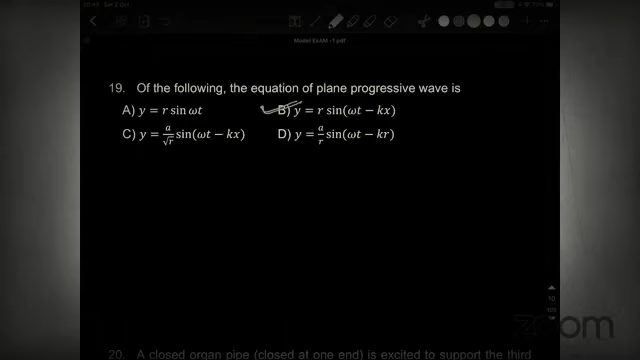 Model ExAM -1.pdf
19. Of the following, the equation of plane progressive wave is
A) y = r sin ωt B) y = r sin(ωt − kx)
C) y = a/√r sin(ωt − kx) D) y = a/r sin(ωt − kr)
zoom
20 A closed organ pipe (closed at one end) is excited to support the third